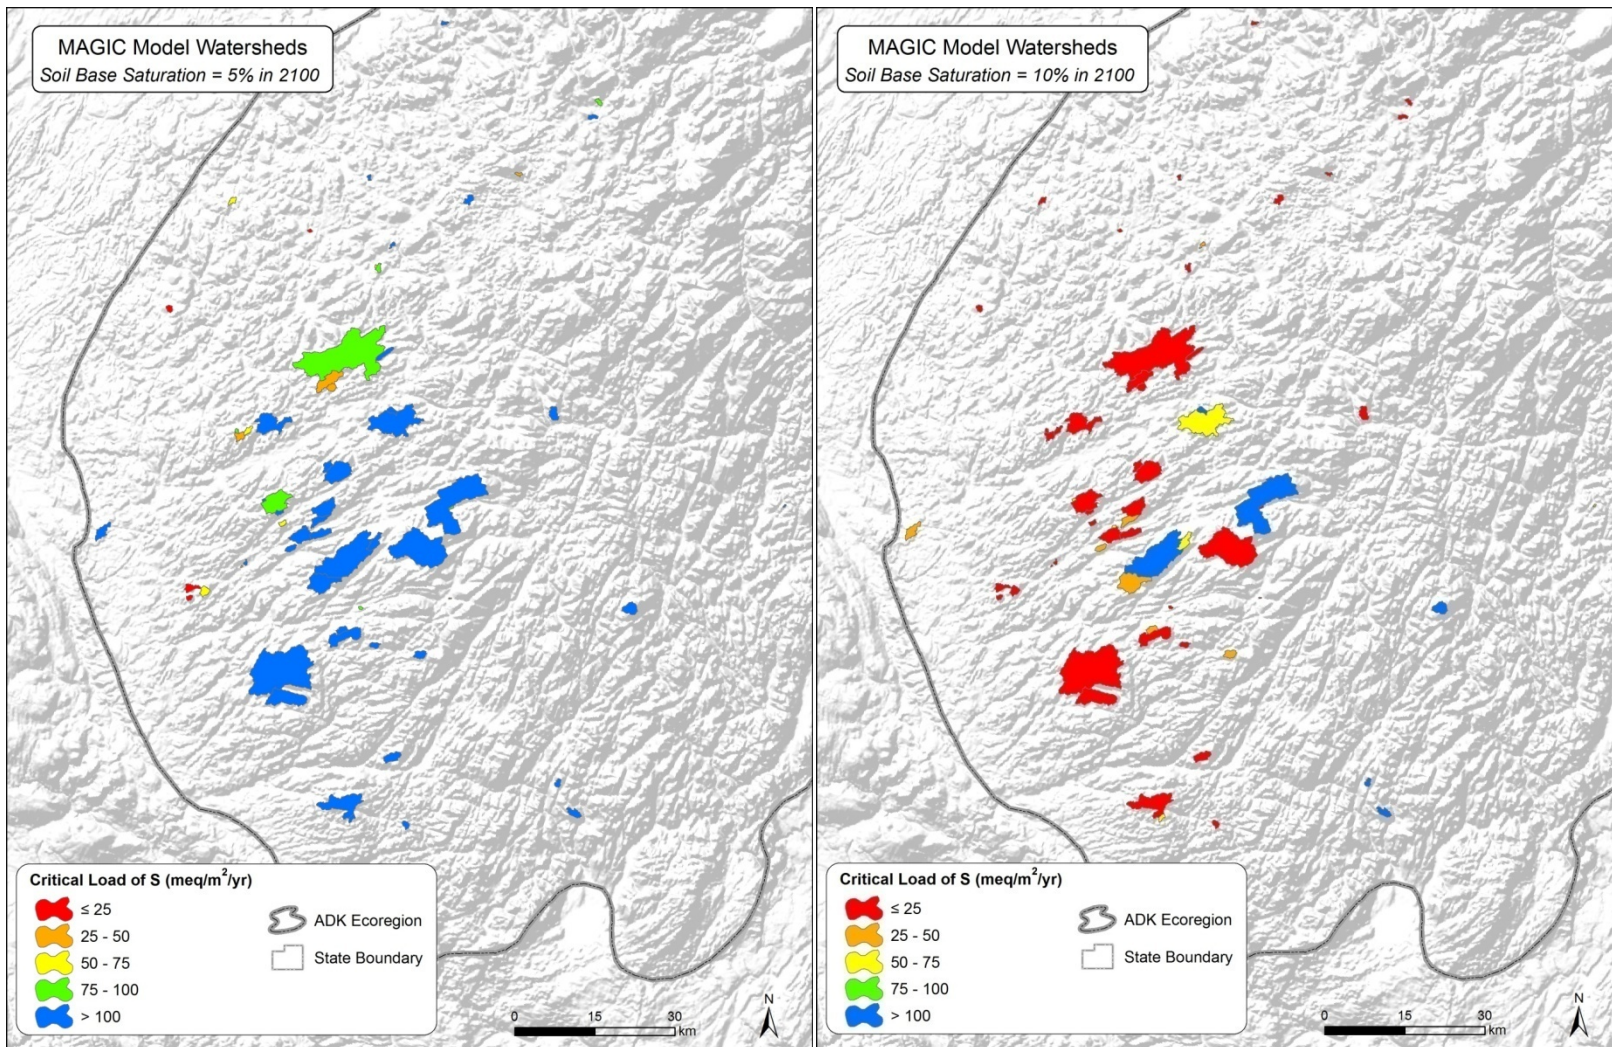 MAGIC Model Watersheds
Soil Base Saturation = 5% in 2100
Critical Load of S (meq/m²/yr)
≤ 25
25 - 50
50 - 75
75 - 100
> 100
ADK Ecoregion
State Boundary
0 15 30
km
N
MAGIC Model Watersheds
Soil Base Saturation = 10% in 2100
Critical Load of S (meq/m²/yr)
≤ 25
25 - 50
50 - 75
75 - 100
> 100
ADK Ecoregion
State Boundary
0 15 30
km
N